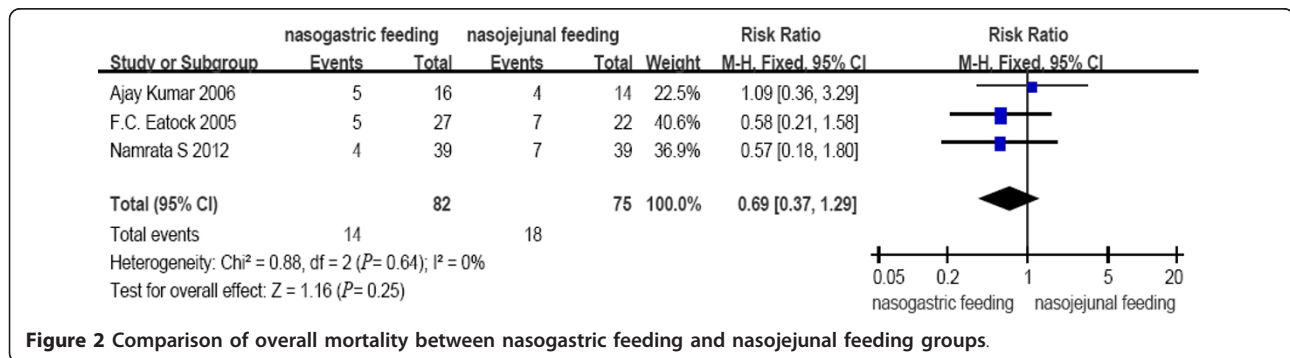 nasogastric feeding nasojejunal feeding Risk Ratio Risk Ratio
Study or Subgroup Events Total Events Total Weight M-H. Fixed. 95% CI M-H. Fixed. 95% CI
Ajay Kumar 2006 5 16 4 14 22.5% 1.09 [0.36, 3.29]
F.C. Eatock 2005 5 27 7 22 40.6% 0.58 [0.21, 1.58]
Namrata S 2012 4 39 7 39 36.9% 0.57 [0.18, 1.80]
Total (95% CI) 82 75 100.0% 0.69 [0.37, 1.29]
Total events 14 18
Heterogeneity: Chi² = 0.88, df = 2 (P= 0.64); I² = 0%
Test for overall effect: Z = 1.16 (P= 0.25)
0.05 0.2 1 5 20
nasogastric feeding nasojejunal feeding
Figure 2 Comparison of overall mortality between nasogastric feeding and nasojejunal feeding groups.